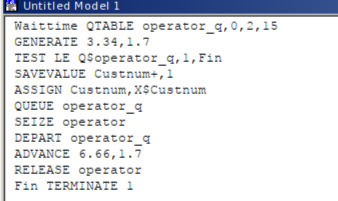 Untitled Model 1
Waittime QTABLE operator_q,0,2,15
GENERATE 3.34,1.7
TEST LE Q$operator_q,1,Fin
SAVEVALUE Custnum+,1
ASSIGN Custnum,X$Custnum
QUEUE operator_q
SEIZE operator
DEPART operator_q
ADVANCE 6.66,1.7
RELEASE operator
Fin TERMINATE 1